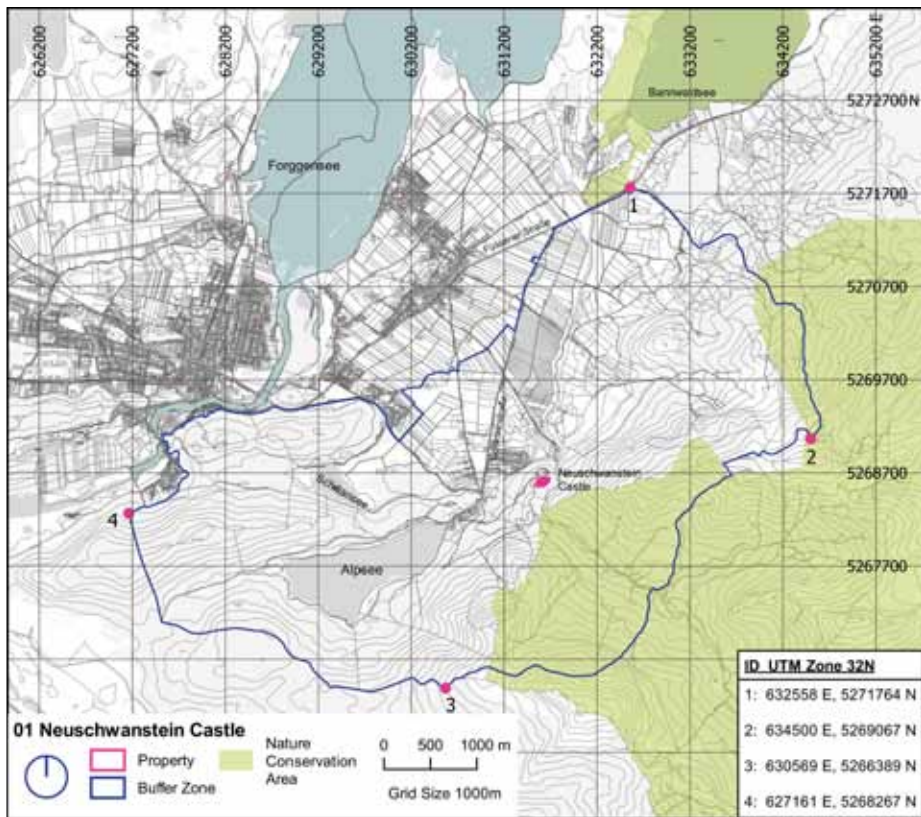 626200
627200
628200
629200
630200
631200
632200
633200
634200
635200 E
Bannwaldsee
5272700N
Forggensee
1
5271700
5270700
5269700
2
5268700
Neuschwanstein
Castle
Schwansee
4
5267700
Alpsee
3
ID UTM Zone 32N
1: 632558 E, 5271764 N
2: 634500 E, 5269067 N
3: 630569 E, 5266389 N
4: 627161 E, 5268267 N
01 Neuschwanstein Castle
Property
Buffer Zone
Nature
Conservation
Area
0 500 1000 m
Grid Size 1000m